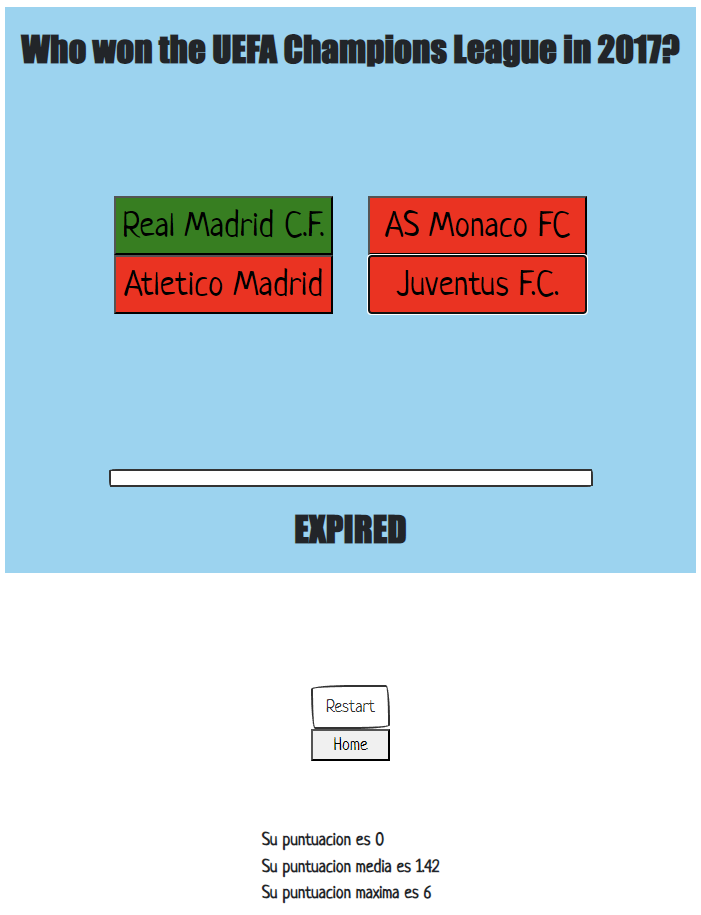 Who won the UEFA Champions League in 2017?
Real Madrid C.F.
AS Monaco FC
Atletico Madrid
Juventus F.C.
EXPIRED
Restart
Home
Su puntuacion es 0
Su puntuacion media es 1.42
Su puntuacion maxima es 6